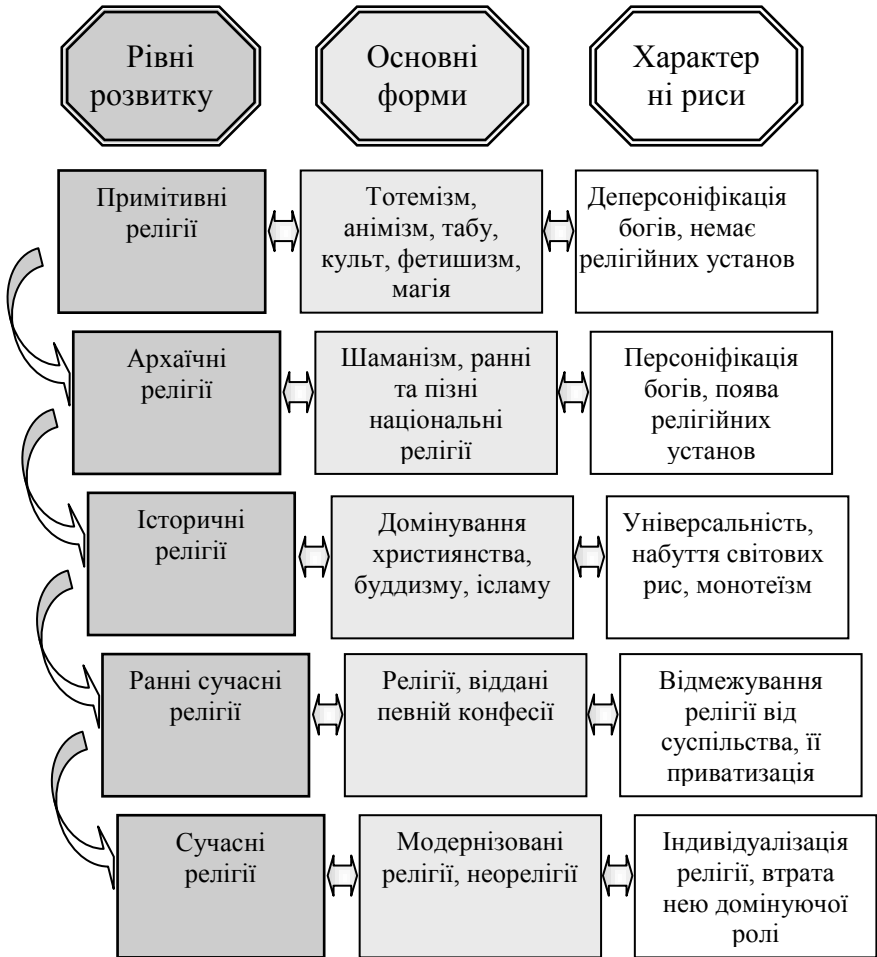 Рівні
розвитку
Основні
форми
Характер
ні риси
Примітивні
релігії
Тотемізм,
анімізм, табу,
культ, фетишизм,
магія
Деперсоніфікація
богів, немає
релігійних установ
Архаїчні
релігії
Шаманізм, ранні
та пізні
національні
релігії
Персоніфікація
богів, поява
релігійних
установ
Історичні
релігії
Домінування
християнства,
буддизму, ісламу
Універсальність,
набуття світових
рис, монотеїзм
Ранні сучасні
релігії
Релігії, віддані
певній конфесії
Відмежування
релігії від
суспільства, її
приватизація
Сучасні
релігії
Модернізовані
релігії, неорелігії
Індивідуалізація
релігії, втрата
нею домінуючої
ролі